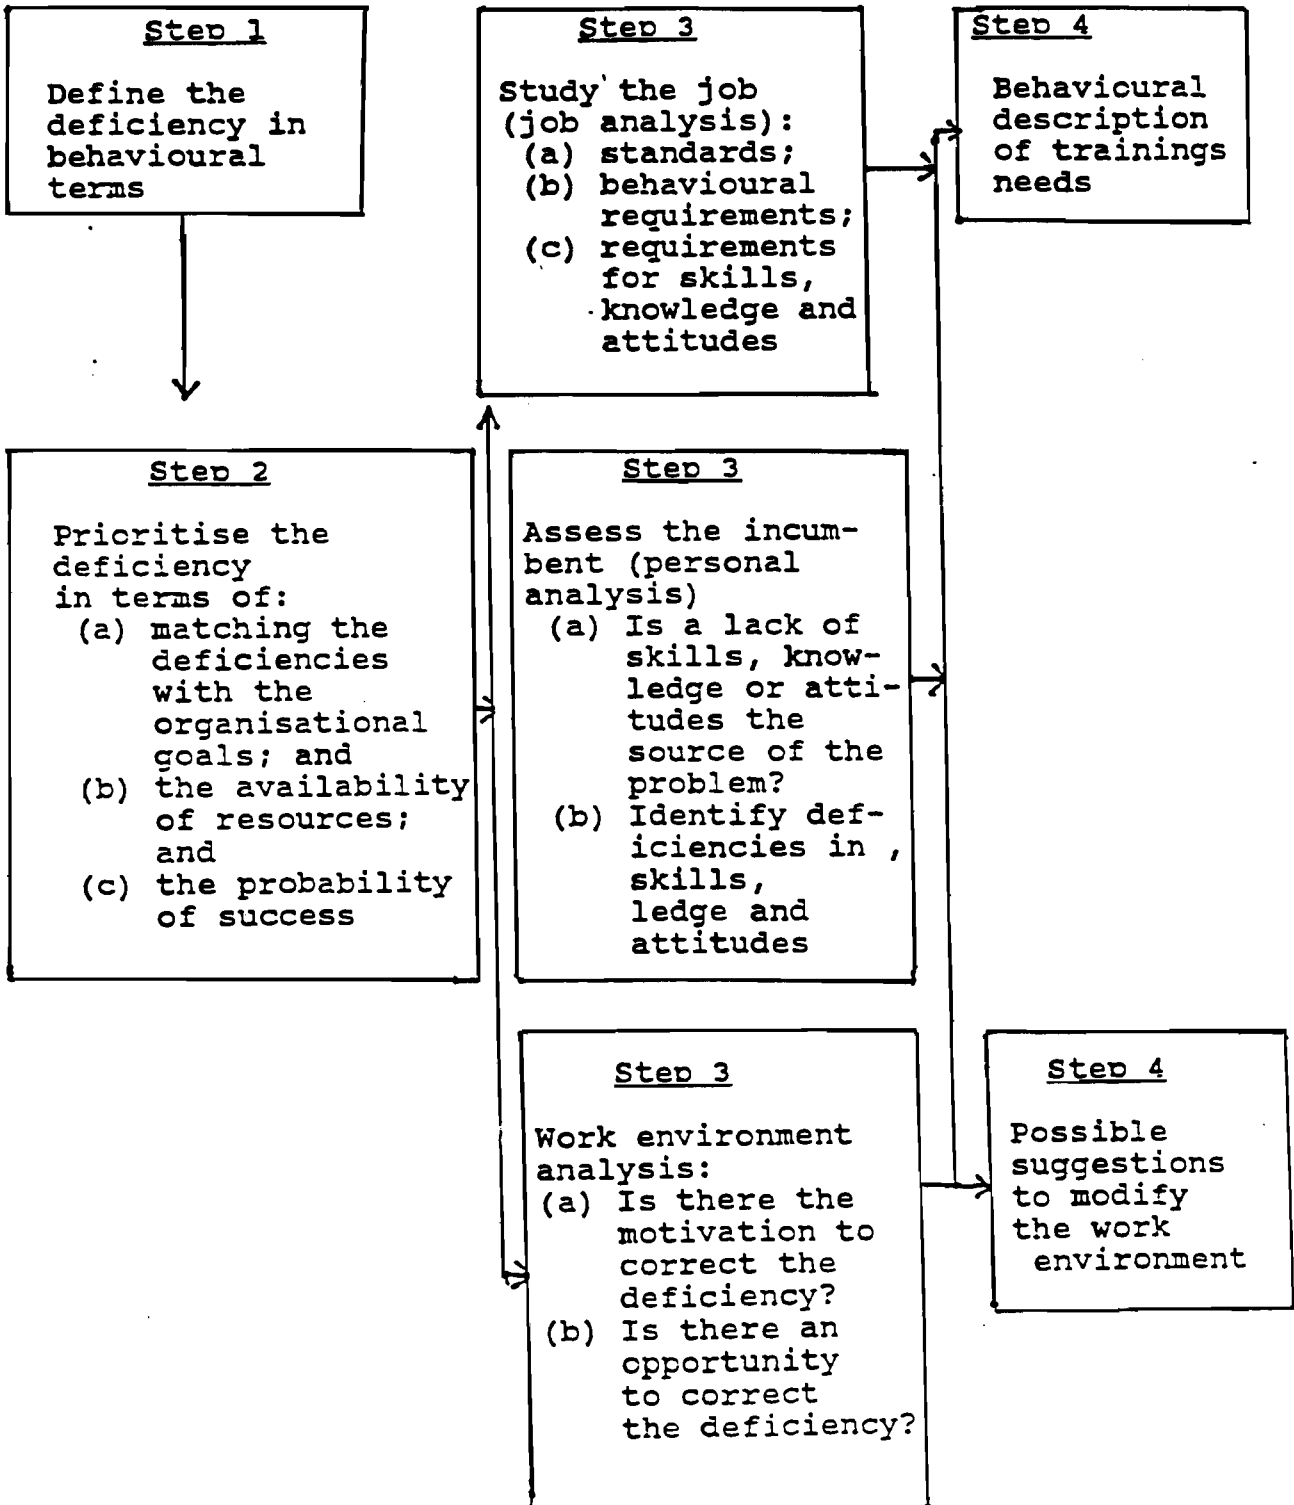 Step 1
Define the
deficiency in
behavioural
terms
Step 2
Prioritise the
deficiency
in terms of:
(a) matching the
deficiencies
with the
organisational
goals; and
(b) the availability
of resources;
and
(c) the probability
of success
Step 3
Study the job
(job analysis):
(a) standards;
(b) behavioural
requirements;
(c) requirements
for skills,
knowledge and
attitudes
Step 3
Assess the incum-
bent (personal
analysis)
(a) Is a lack of
skills, know-
ledge or atti-
tudes the
source of the
problem?
(b) Identify def-
iciencies in ,
skills,
ledge and
attitudes
Step 3
Work environment
analysis:
(a) Is there the
motivation to
correct the
deficiency?
(b) Is there an
opportunity
to correct
the deficiency?
Step 4
Behavioural
description
of trainings
needs
Step 4
Possible
suggestions
to modify
the work
environment